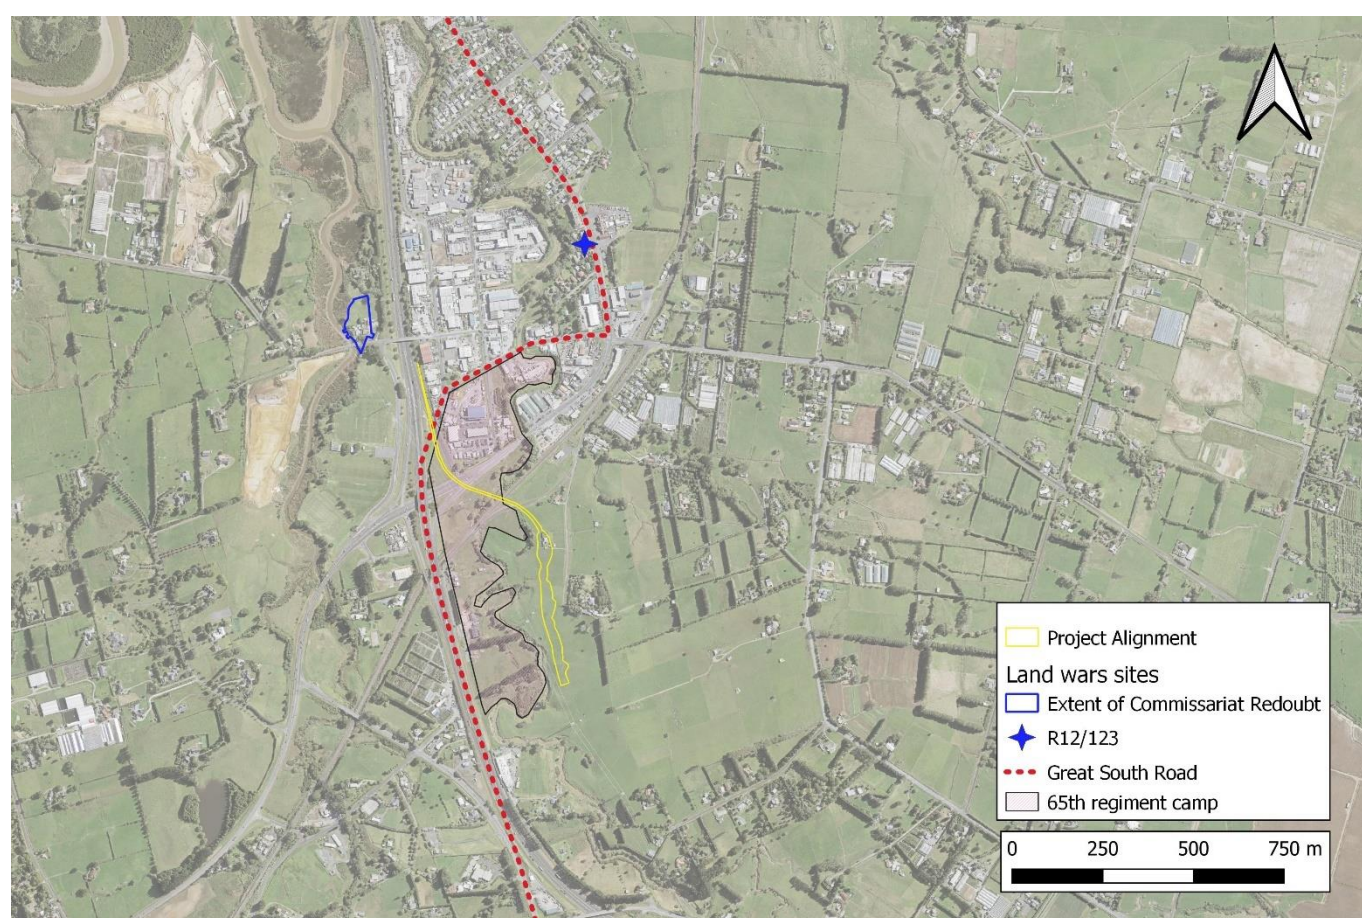 Project Alignment
Land wars sites
Extent of Commissariat Redoubt
R12/123
Great South Road
65th regiment camp
0 250 500 750 m